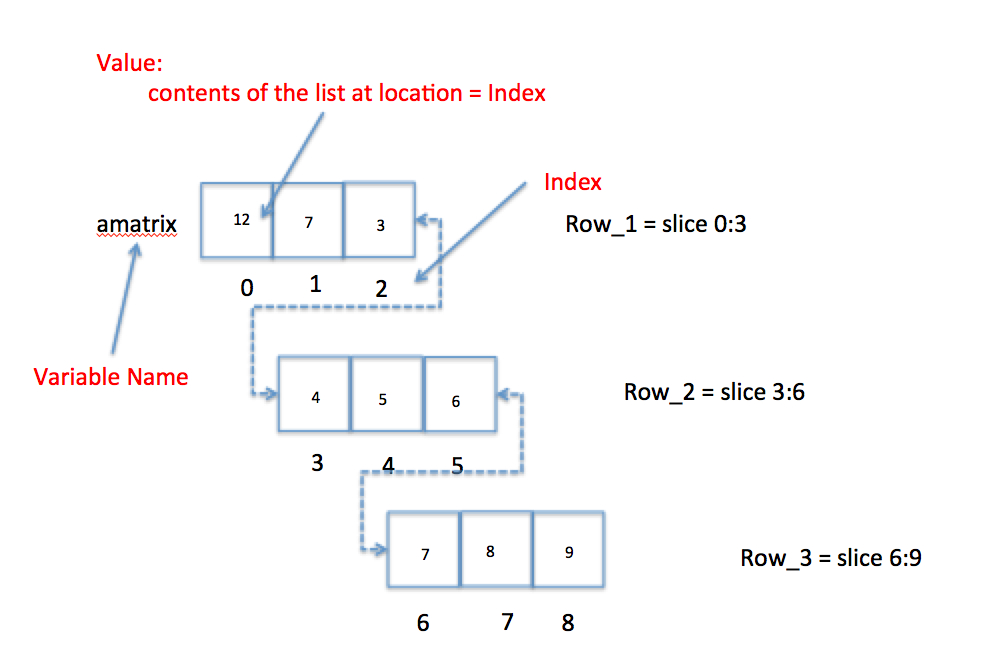 Value:
contents of the list at location = Index
Index
amatrix
12 7 3
Row_1 = slice 0:3
0 1 2
Variable Name
4 5 6
Row_2 = slice 3:6
3 4 5
7 8 9
Row_3 = slice 6:9
6 7 8